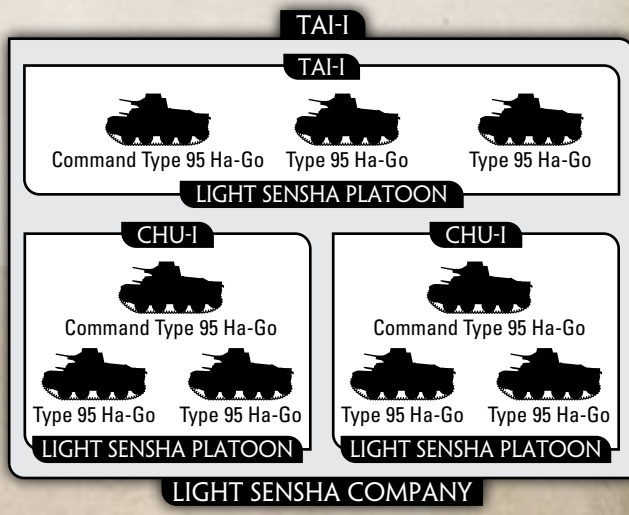 TAI-I
TAI-I
Command Type 95 Ha-Go Type 95 Ha-Go Type 95 Ha-Go
LIGHT SENSHA PLATOON
CHU-I
Command Type 95 Ha-Go
Type 95 Ha-Go Type 95 Ha-Go
LIGHT SENSHA PLATOON
CHU-I
Command Type 95 Ha-Go
Type 95 Ha-Go Type 95 Ha-Go
LIGHT SENSHA PLATOON
LIGHT SENSHA COMPANY